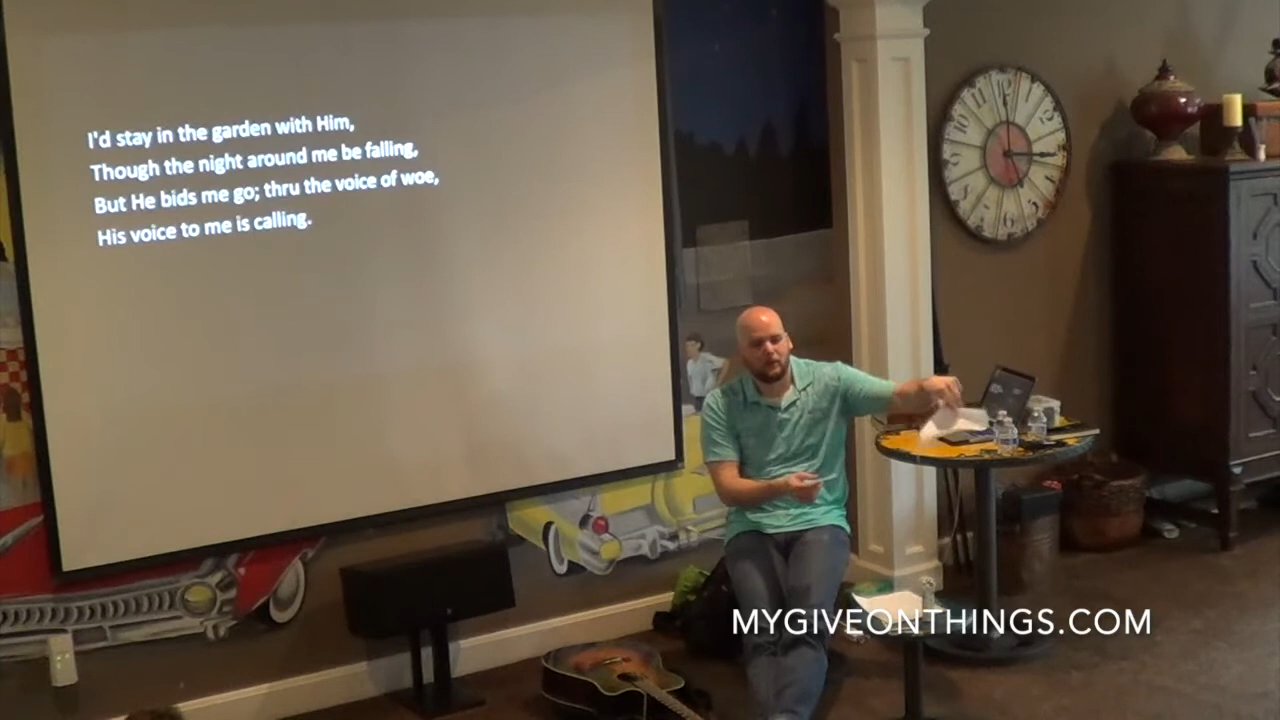 I'd stay in the garden with Him,
Though the night around me be falling,
But He bids me go; thru the voice of woe,
His voice to me is calling.
MYGIVEONTHINGS.COM